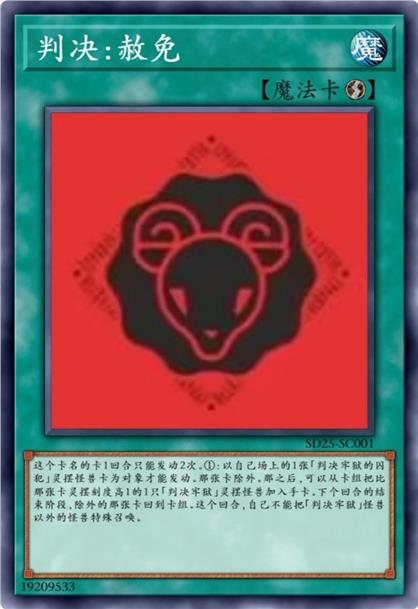 判决:赦免
魔
【魔法卡】
SD25-SC001
这个卡名的卡1回合只能发动2次。①:以自己场上的1张「判决牢狱的囚
犯」灵摆怪兽卡为对象才能发动。那张卡除外。那之后,可以从卡组把比
那张卡灵摆刻度高1的1只「判决牢狱」灵摆怪兽加入手卡。下个回合的结
束阶段,除外的那张卡回到卡组。这个回合,自己不能把「判决牢狱」怪兽
以外的怪兽特殊召唤。
19209533